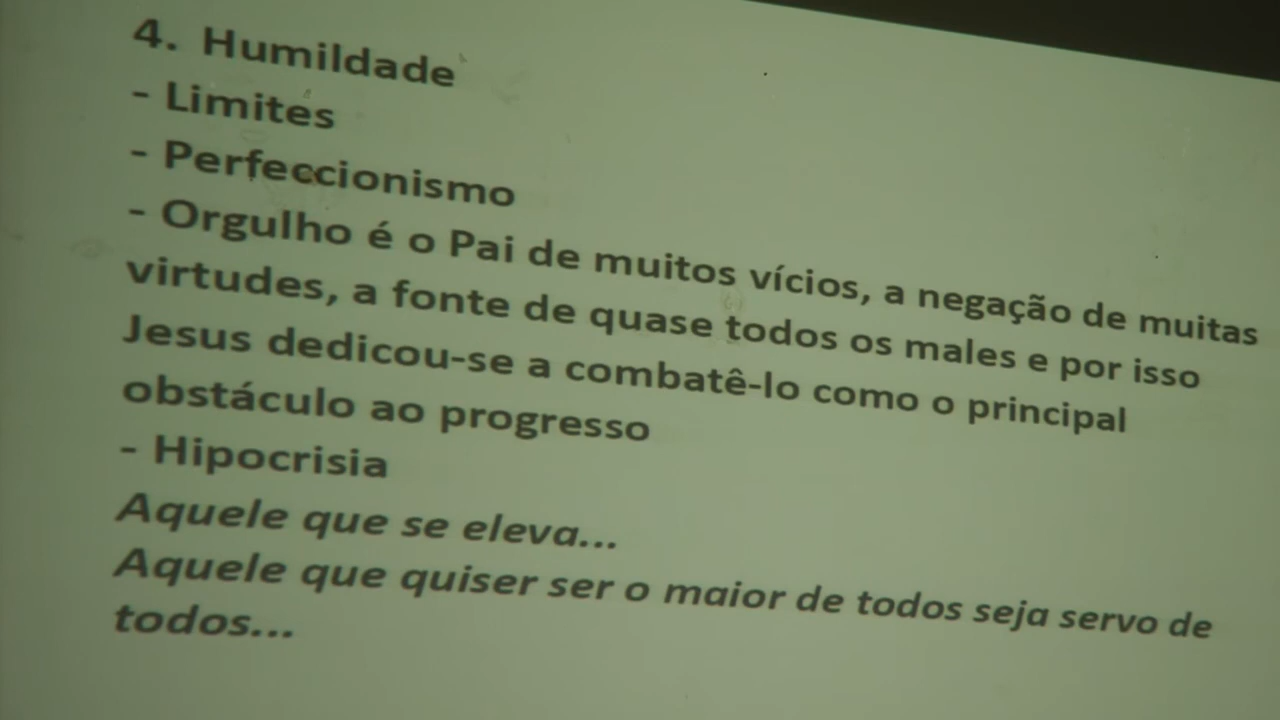 4. Humildade
- Limites
- Perfeccionismo
- Orgulho é o Pai de muitos vícios, a negação de muitas
virtudes, a fonte de quase todos os males e por isso
Jesus dedicou-se a combatê-lo como o principal
obstáculo ao progresso
- Hipocrisia
Aquele que se eleva...
Aquele que quiser ser o maior de todos seja servo de
todos...